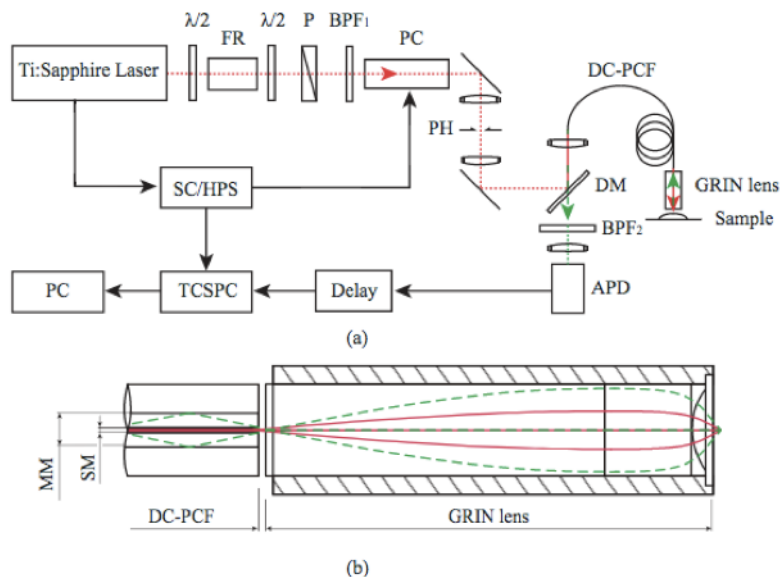 λ/2
FR
λ/2
P
BPF₁
PC
Ti:Sapphire Laser
DC-PCF
PH
SC/HPS
DM
GRIN lens
Sample
BPF₂
PC
TCSPC
Delay
APD
(a)
MM
SM
DC-PCF
GRIN lens
(b)